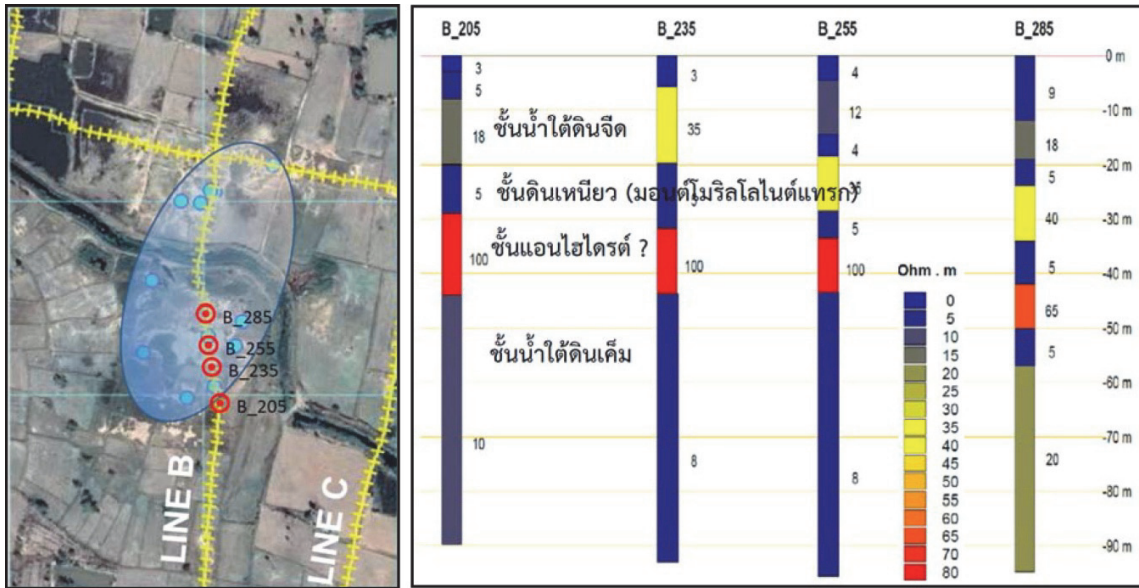 B_285
B_255
B_235
B_205
LINE B
LINE C
B_205
B_235
B_255
B_285
3
5
18
5
100
10
3
35
100
8
4
12
4
5
100
8
9
18
5
40
5
65
5
20
ชั้นน้ำใต้ดินจืด
ชั้นดินเหนียว (มอนต์โมริลโลไนต์แทรก)
ชั้นแอนไฮไดรต์ ?
ชั้นน้ำใต้ดินเค็ม
0 m
-10 m
-20 m
-30 m
-40 m
-50 m
-60 m
-70 m
-80 m
-90 m
Ohm . m
0
5
10
15
20
25
30
35
40
45
50
55
60
65
70
80